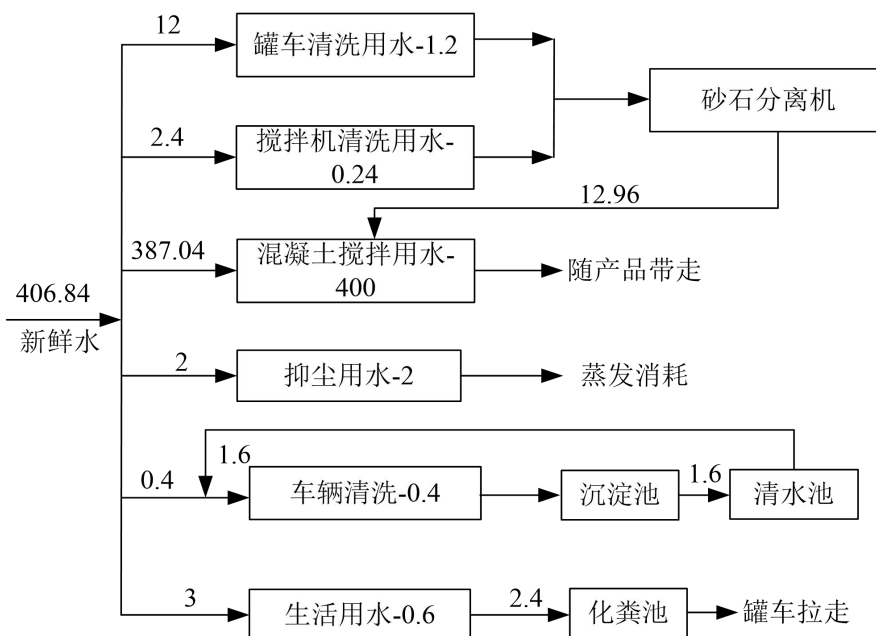 12
罐车清洗用水-1.2
砂石分离机
2.4
搅拌机清洗用水-
0.24
12.96
387.04
混凝土搅拌用水-
400
随产品带走
406.84
新鲜水
2
抑尘用水-2
蒸发消耗
1.6
0.4
车辆清洗-0.4
沉淀池
1.6
清水池
3
生活用水-0.6
2.4
化粪池
罐车拉走